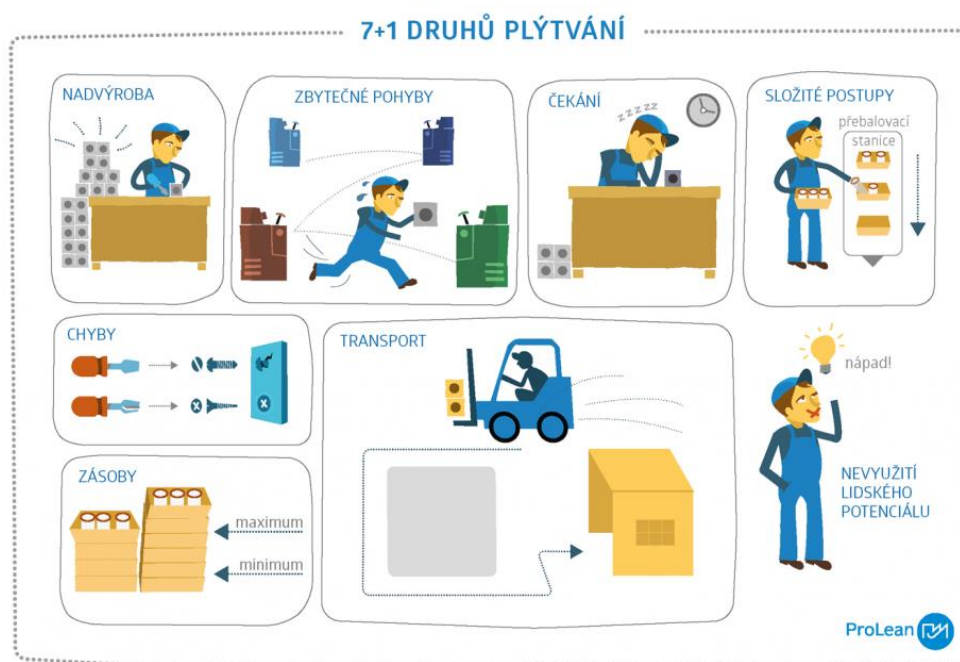 7+1 DRUHŮ PLÝTVÁNÍ
NADVÝROBA
ZBYTEČNÉ POHYBY
ČEKÁNÍ
zzzzz
SLOŽITÉ POSTUPY
přebalovací
stanice
CHYBY
TRANSPORT
nápad!
NEVYUŽITÍ
LIDSKÉHO
POTENCIÁLU
ZÁSOBY
maximum
minimum
ProLean